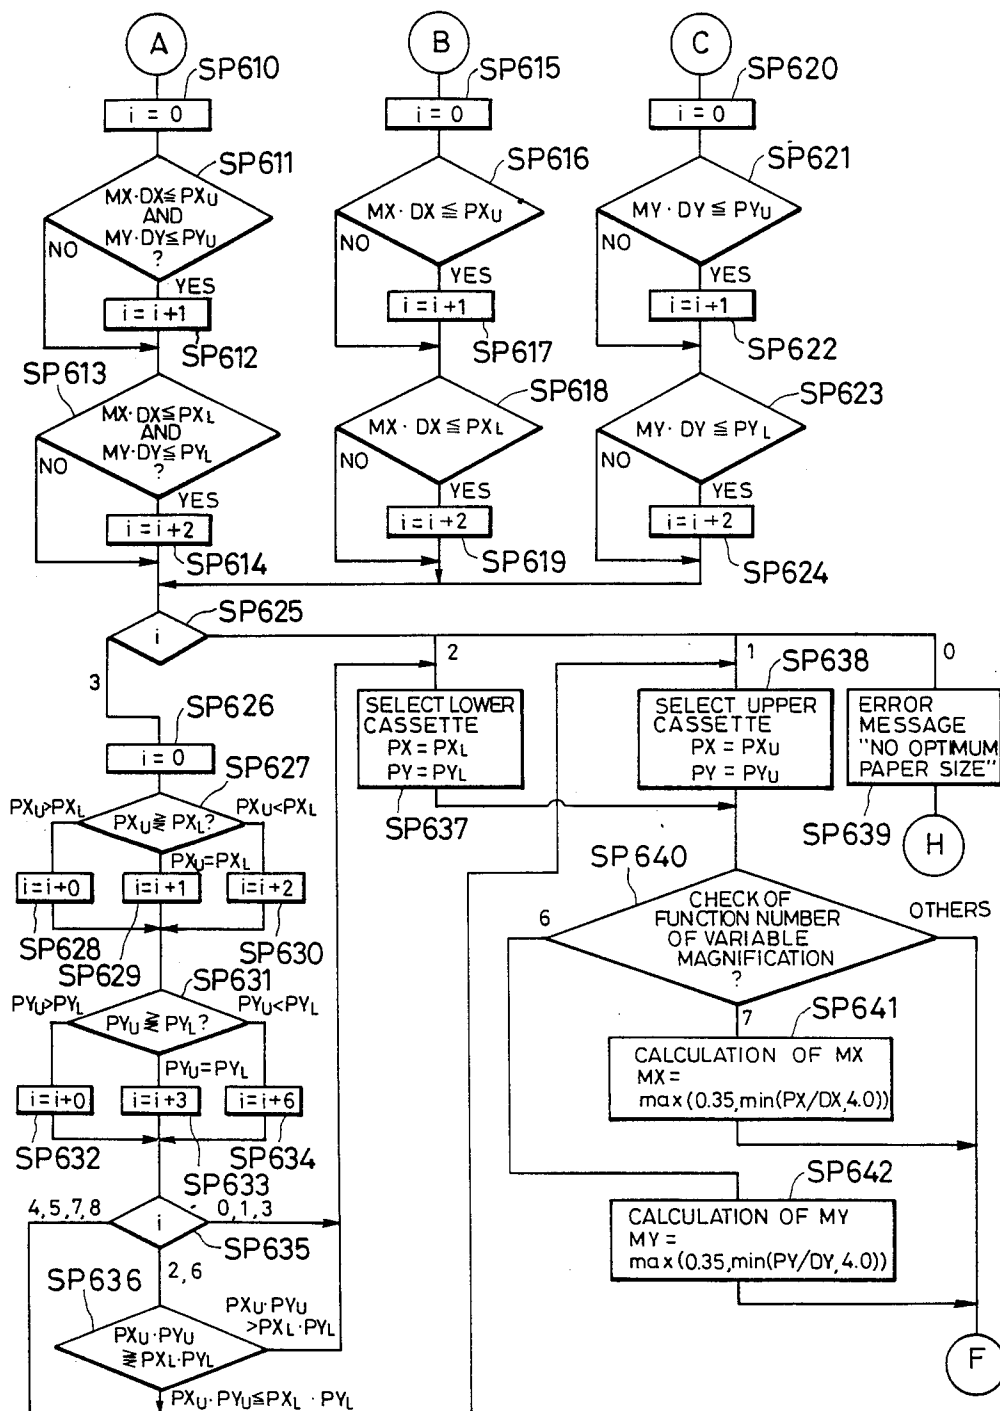 A
B
C
SP610
SP615
SP620
i = 0
i = 0
i = 0
SP611
SP616
SP621
MX·DX≦PXU
AND
MY·DY≦PYU
?
MX·DX≦PXU
MY·DY≦PYU
NO
NO
NO
YES
YES
YES
i=i+1
i=i+1
i=i+1
SP612
SP617
SP622
SP613
SP618
SP623
MX·DX≦PXL
AND
MY·DY≦PYL
?
MX·DX≦PXL
MY·DY≦PYL
NO
NO
NO
YES
YES
YES
i=i+2
i=i+2
i=i+2
SP614
SP619
SP624
SP625
i
3
2
1
0
SP626
i=0
SELECT LOWER
CASSETTE
PX=PXL
PY=PYL
SP637
SP638
SELECT UPPER
CASSETTE
PX=PXU
PY=PYU
ERROR
MESSAGE
"NO OPTIMUM
PAPER SIZE"
SP639
H
SP627
PXU>PXL
PXU⋛PXL?
PXU<PXL
PXU=PXL
i=i+0
i=i+1
i=i+2
SP628
SP629
SP630
SP631
PYU>PYL
PYU⋛PYL?
PYU<PYL
PYU=PYL
i=i+0
i=i+3
i=i+6
SP632
SP633
SP634
4,5,7,8
i
0,1,3
SP635
2,6
SP636
PXU·PYU
⋛PXL·PYL
PXU·PYU
>PXL·PYL
PXU·PYU≦PXL·PYL
SP640
CHECK OF
FUNCTION NUMBER
OF VARIABLE
MAGNIFICATION
?
6
OTHERS
7
SP641
CALCULATION OF MX
MX=
max(0.35,min(PX/DX,4.0))
SP642
CALCULATION OF MY
MY=
max(0.35,min(PY/DY,4.0))
F